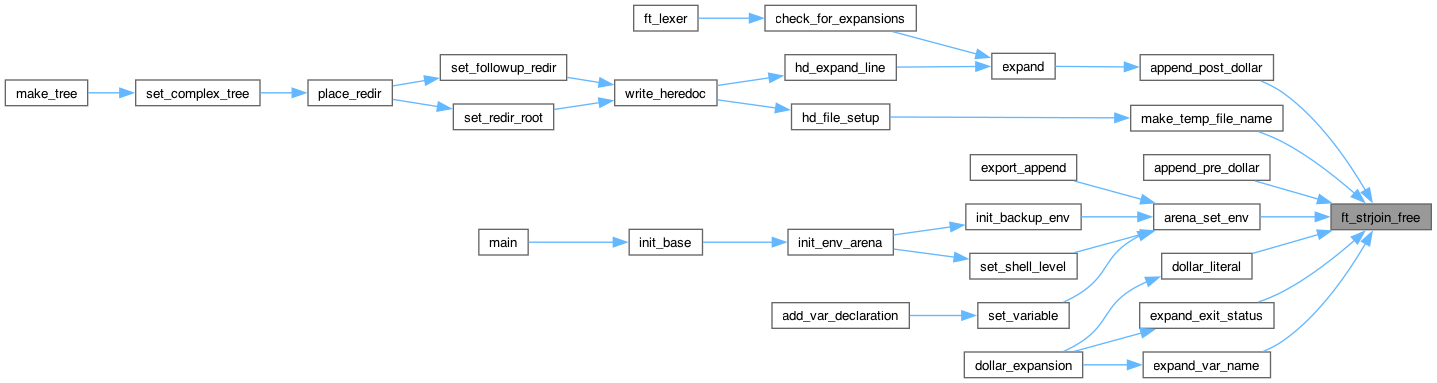 ft_lexer
check_for_expansions
set_followup_redir
hd_expand_line
expand
append_post_dollar
make_tree
set_complex_tree
place_redir
write_heredoc
set_redir_root
hd_file_setup
make_temp_file_name
export_append
append_pre_dollar
init_backup_env
arena_set_env
ft_strjoin_free
main
init_base
init_env_arena
set_shell_level
dollar_literal
add_var_declaration
set_variable
expand_exit_status
dollar_expansion
expand_var_name